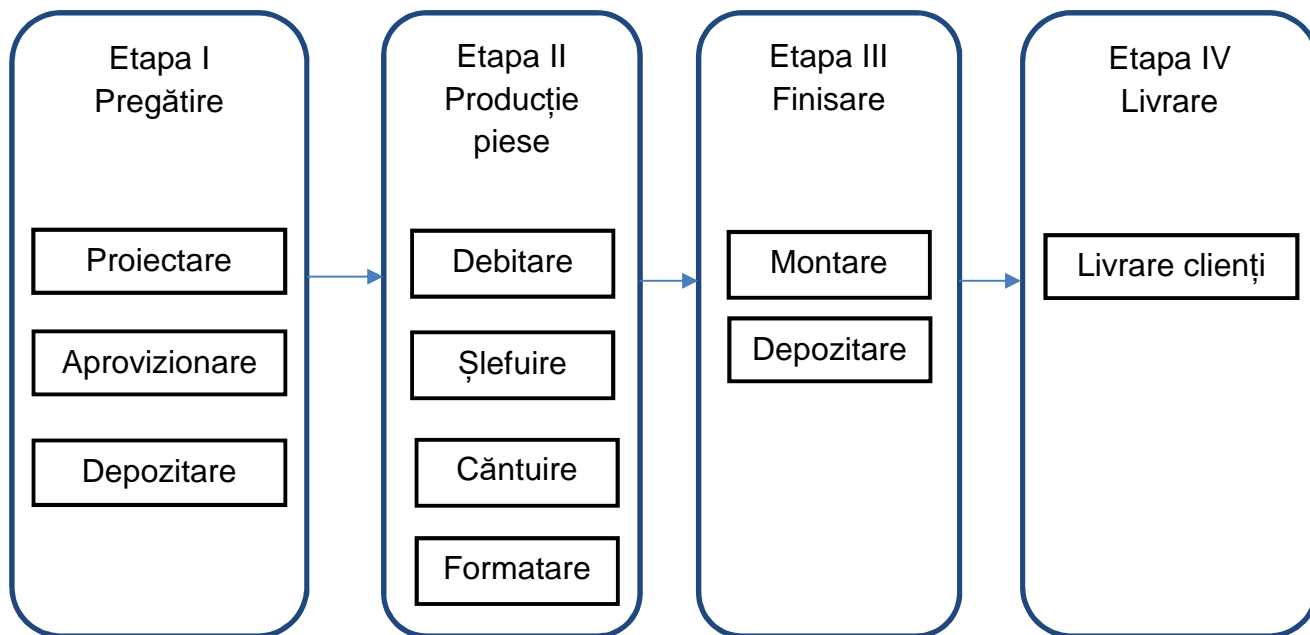 Etapa I
Pregătire
Proiectare
Aprovizionare
Depozitare
Etapa II
Producție
piese
Debitare
Șlefuire
Căntuire
Formatare
Etapa III
Finisare
Montare
Depozitare
Etapa IV
Livrare
Livrare clienți